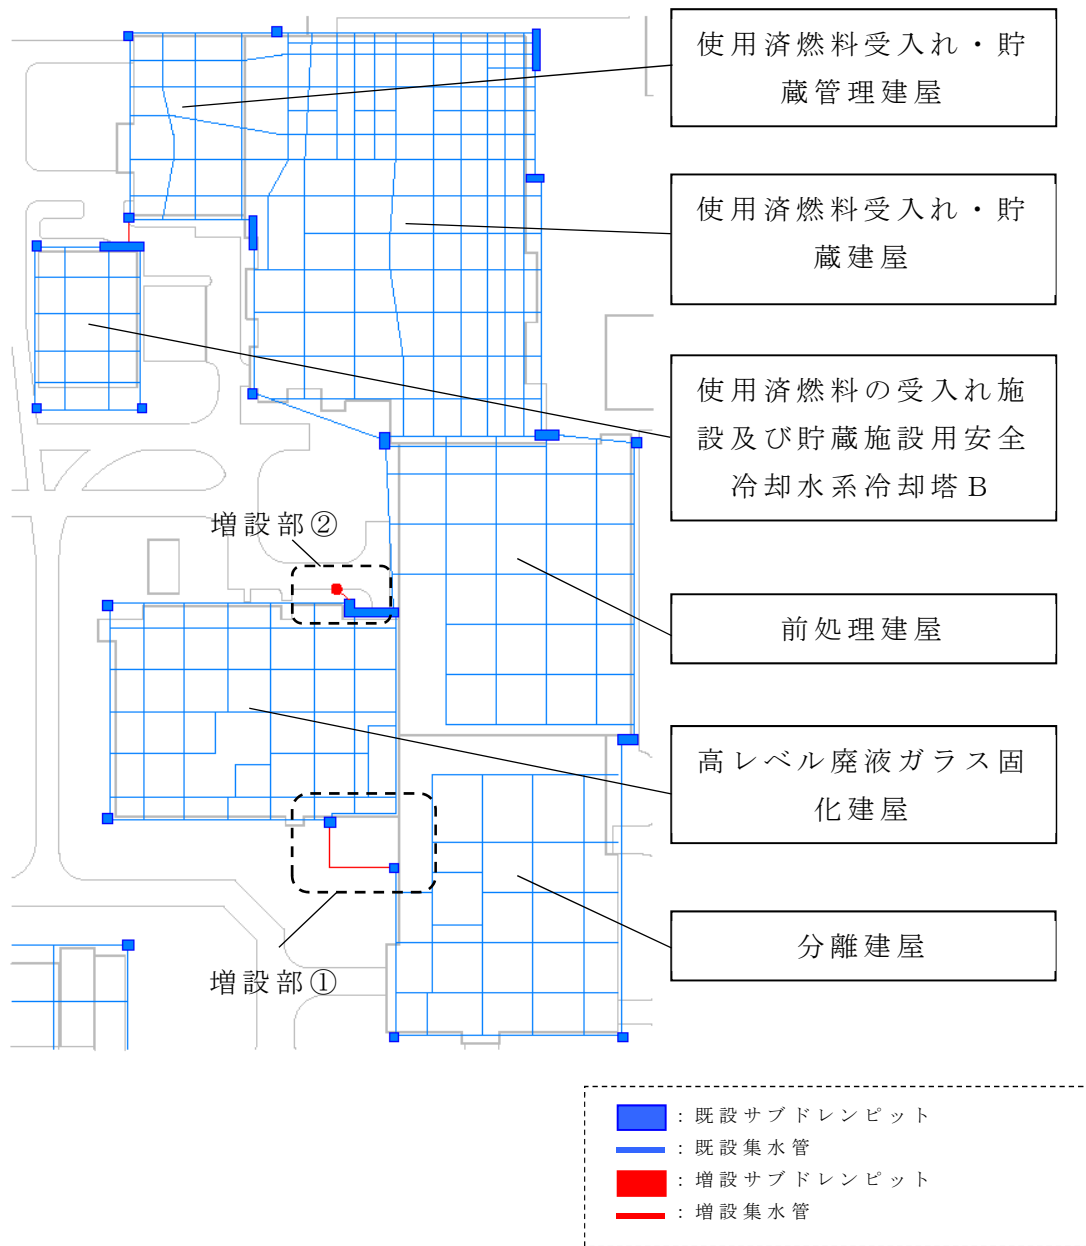 使用済燃料受入れ・貯
蔵管理建屋
使用済燃料受入れ・貯
蔵建屋
使用済燃料の受入れ施
設及び貯蔵施設用安全
冷却水系冷却塔B
増設部②
前処理建屋
高レベル廃液ガラス固
化建屋
分離建屋
増設部①
：既設サブドレンピット
：既設集水管
：増設サブドレンピット
：増設集水管